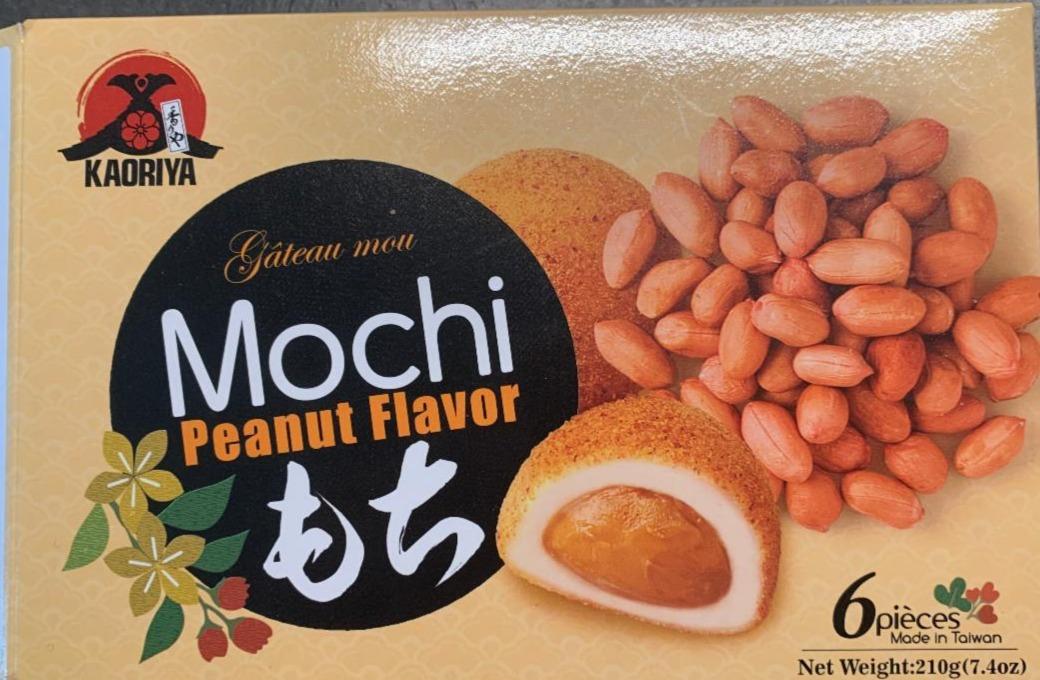 KAORIYA
Gâteau mou
Mochi
Peanut Flavor
もち
6pièces
Made in Taiwan
Net Weight:210g(7.4oz)